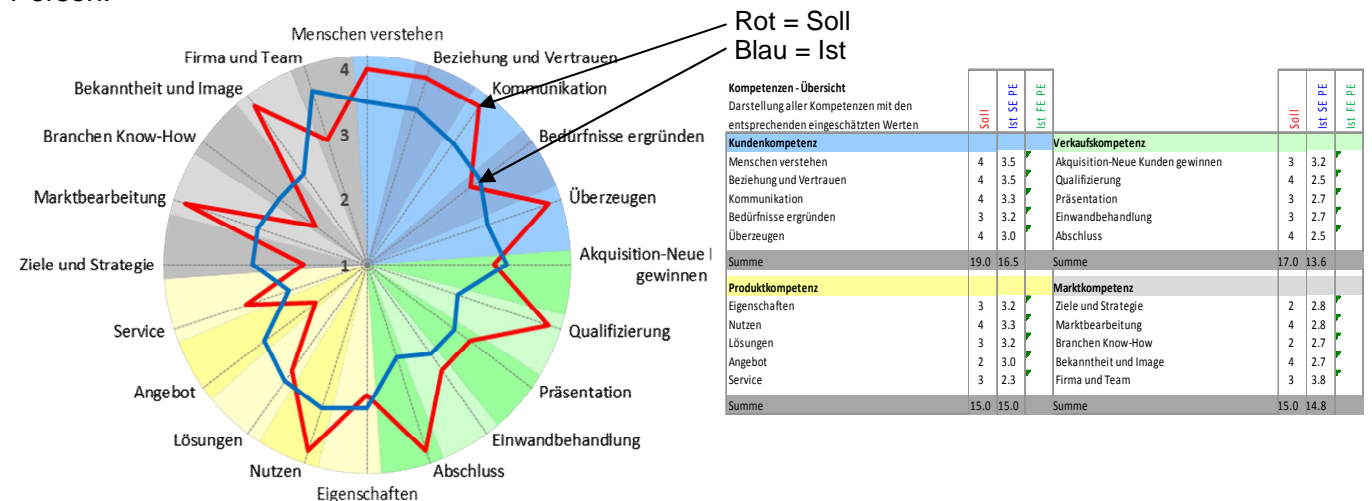 Person.
Rot = Soll
Blau = Ist
Menschen verstehen
Firma und Team
Beziehung und Vertrauen
Bekanntheit und Image
Kommunikation
Branchen Know-How
Bedürfnisse ergründen
Marktbearbeitung
Überzeugen
Ziele und Strategie
Akquisition-Neue
gewinnen
Service
Qualifizierung
Angebot
Präsentation
Lösungen
Einwandbehandlung
Nutzen
Abschluss
Eigenschaften
4
3
2
1
Kompetenzen - Übersicht
Darstellung aller Kompetenzen mit den
entsprechenden eingeschätzten Werten
Soll Ist SE PE Ist FE PE Soll Ist SE PE Ist FE PE
Kundenkompetenz Verkaufskompetenz
Menschen verstehen 4 3.5 Akquisition-Neue Kunden gewinnen 3 3.2
Beziehung und Vertrauen 4 3.5 Qualifizierung 4 2.5
Kommunikation 4 3.3 Präsentation 3 2.7
Bedürfnisse ergründen 3 3.2 Einwandbehandlung 3 2.7
Überzeugen 4 3.0 Abschluss 4 2.5
Summe 19.0 16.5 Summe 17.0 13.6
Produktkompetenz Marktkompetenz
Eigenschaften 3 3.2 Ziele und Strategie 2 2.8
Nutzen 4 3.3 Marktbearbeitung 4 2.8
Lösungen 3 3.2 Branchen Know-How 2 2.7
Angebot 2 3.0 Bekanntheit und Image 4 2.7
Service 3 2.3 Firma und Team 3 3.8
Summe 15.0 15.0 Summe 15.0 14.8